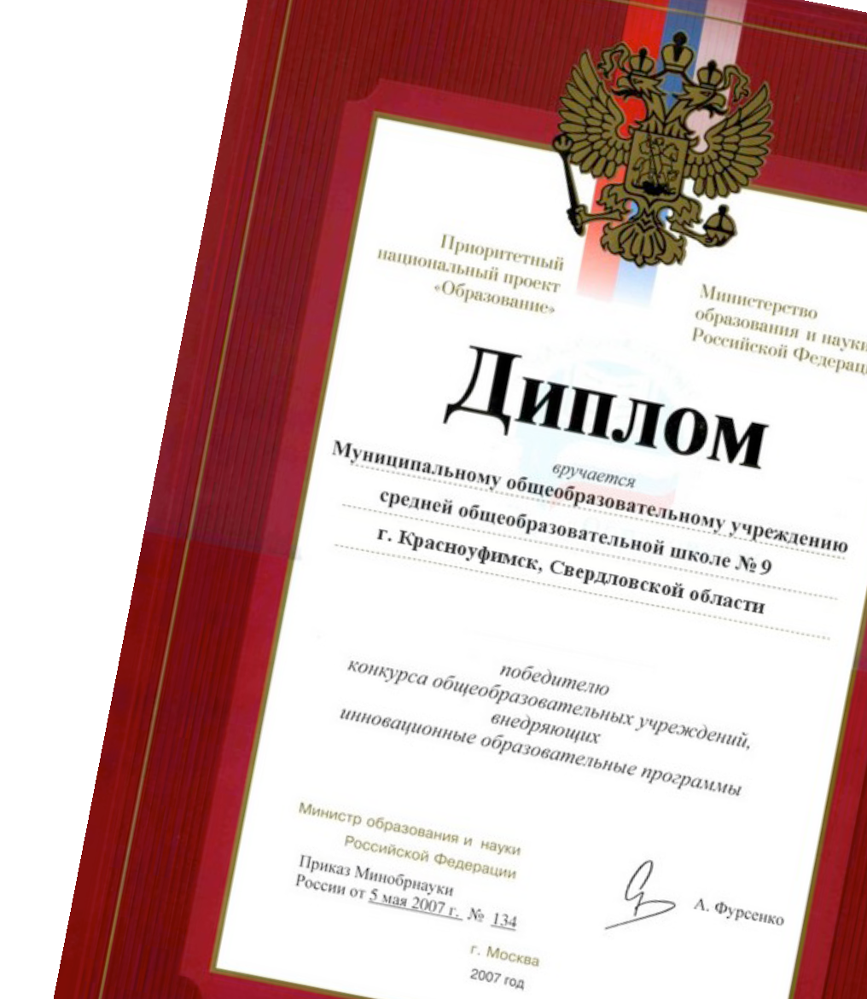 Приоритетный
национальный проект
«Образование»
Министерство
образования и науки
Российской
Диплом
вручается
Муниципальному общеобразовательному учреждению
средней общеобразовательной школе № 9
г. Красноуфимск, Свердловской области
победителю
конкурса общеобразовательных учреждений,
внедряющих
инновационные образовательные программы
Министр образования и науки
Российской Федерации
Приказ Минобрнауки
России от 5 мая 2007 г. № 134
А. Фурсенко
г. Москва
2007 год